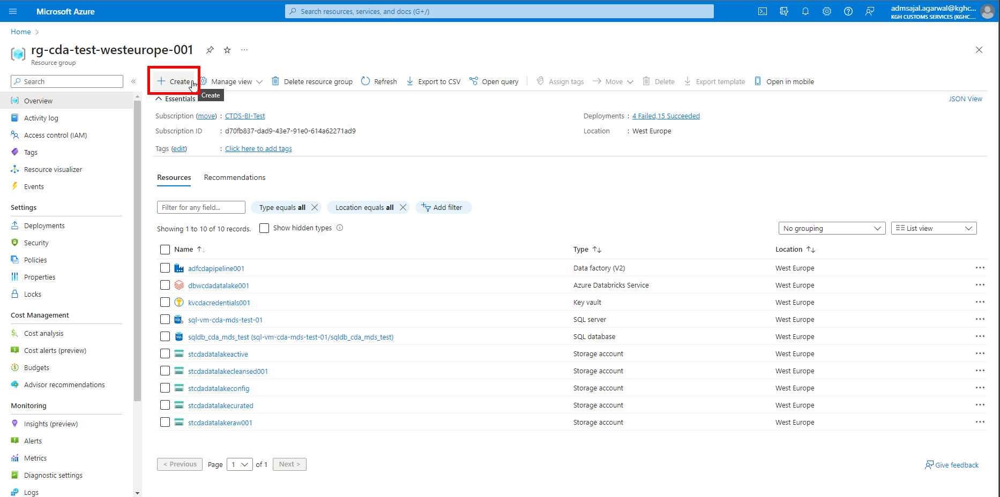 Microsoft Azure
Search resources, services, and docs (G+/)
admsajal.agarwal@kghc...
KGH CUSTOMS SERVICES (KGHC....
Home
rg-cda-test-westeurope-001
Resource group
Search
Create
Manage view
Delete resource group
Refresh
Export to CSV
Open query
Assign tags
Move
Delete
Export template
Open in mobile
Create
Overview
Activity log
Access control (IAM)
Tags
Resource visualizer
Events
Settings
Deployments
Security
Policies
Properties
Locks
Cost Management
Cost analysis
Cost alerts (preview)
Budgets
Advisor recommendations
Monitoring
Insights (preview)
Alerts
Metrics
Diagnostic settings
Logs
Essentials
JSON View
Subscription (move) : CTDS-BI-Test
Subscription ID : d70fb837-dad9-43e7-91e0-614a62271ad9
Tags (edit) : Click here to add tags
Deployments : 4 Failed,15 Succeeded
Location : West Europe
Resources
Recommendations
Filter for any field...
Type equals all
Location equals all
Add filter
Showing 1 to 10 of 10 records.
Show hidden types
No grouping
List view
Name Type Location
adfcdapipeline001 Data factory (V2) West Europe
dbwcdadatalake001 Azure Databricks Service West Europe
kvcdacredentials001 Key vault West Europe
sql-vm-cda-mds-test-01 SQL server West Europe
sqldb_cda_mds_test (sql-vm-cda-mds-test-01/sqldb_cda_mds_test) SQL database West Europe
stcdadatalakeactive Storage account West Europe
stcdadatalakecleansed001 Storage account West Europe
stcdadatalakeconfig Storage account West Europe
stcdadatalakecurated Storage account West Europe
stcdadatalakeraw001 Storage account West Europe
< Previous Page 1 of 1 Next >
Give feedback